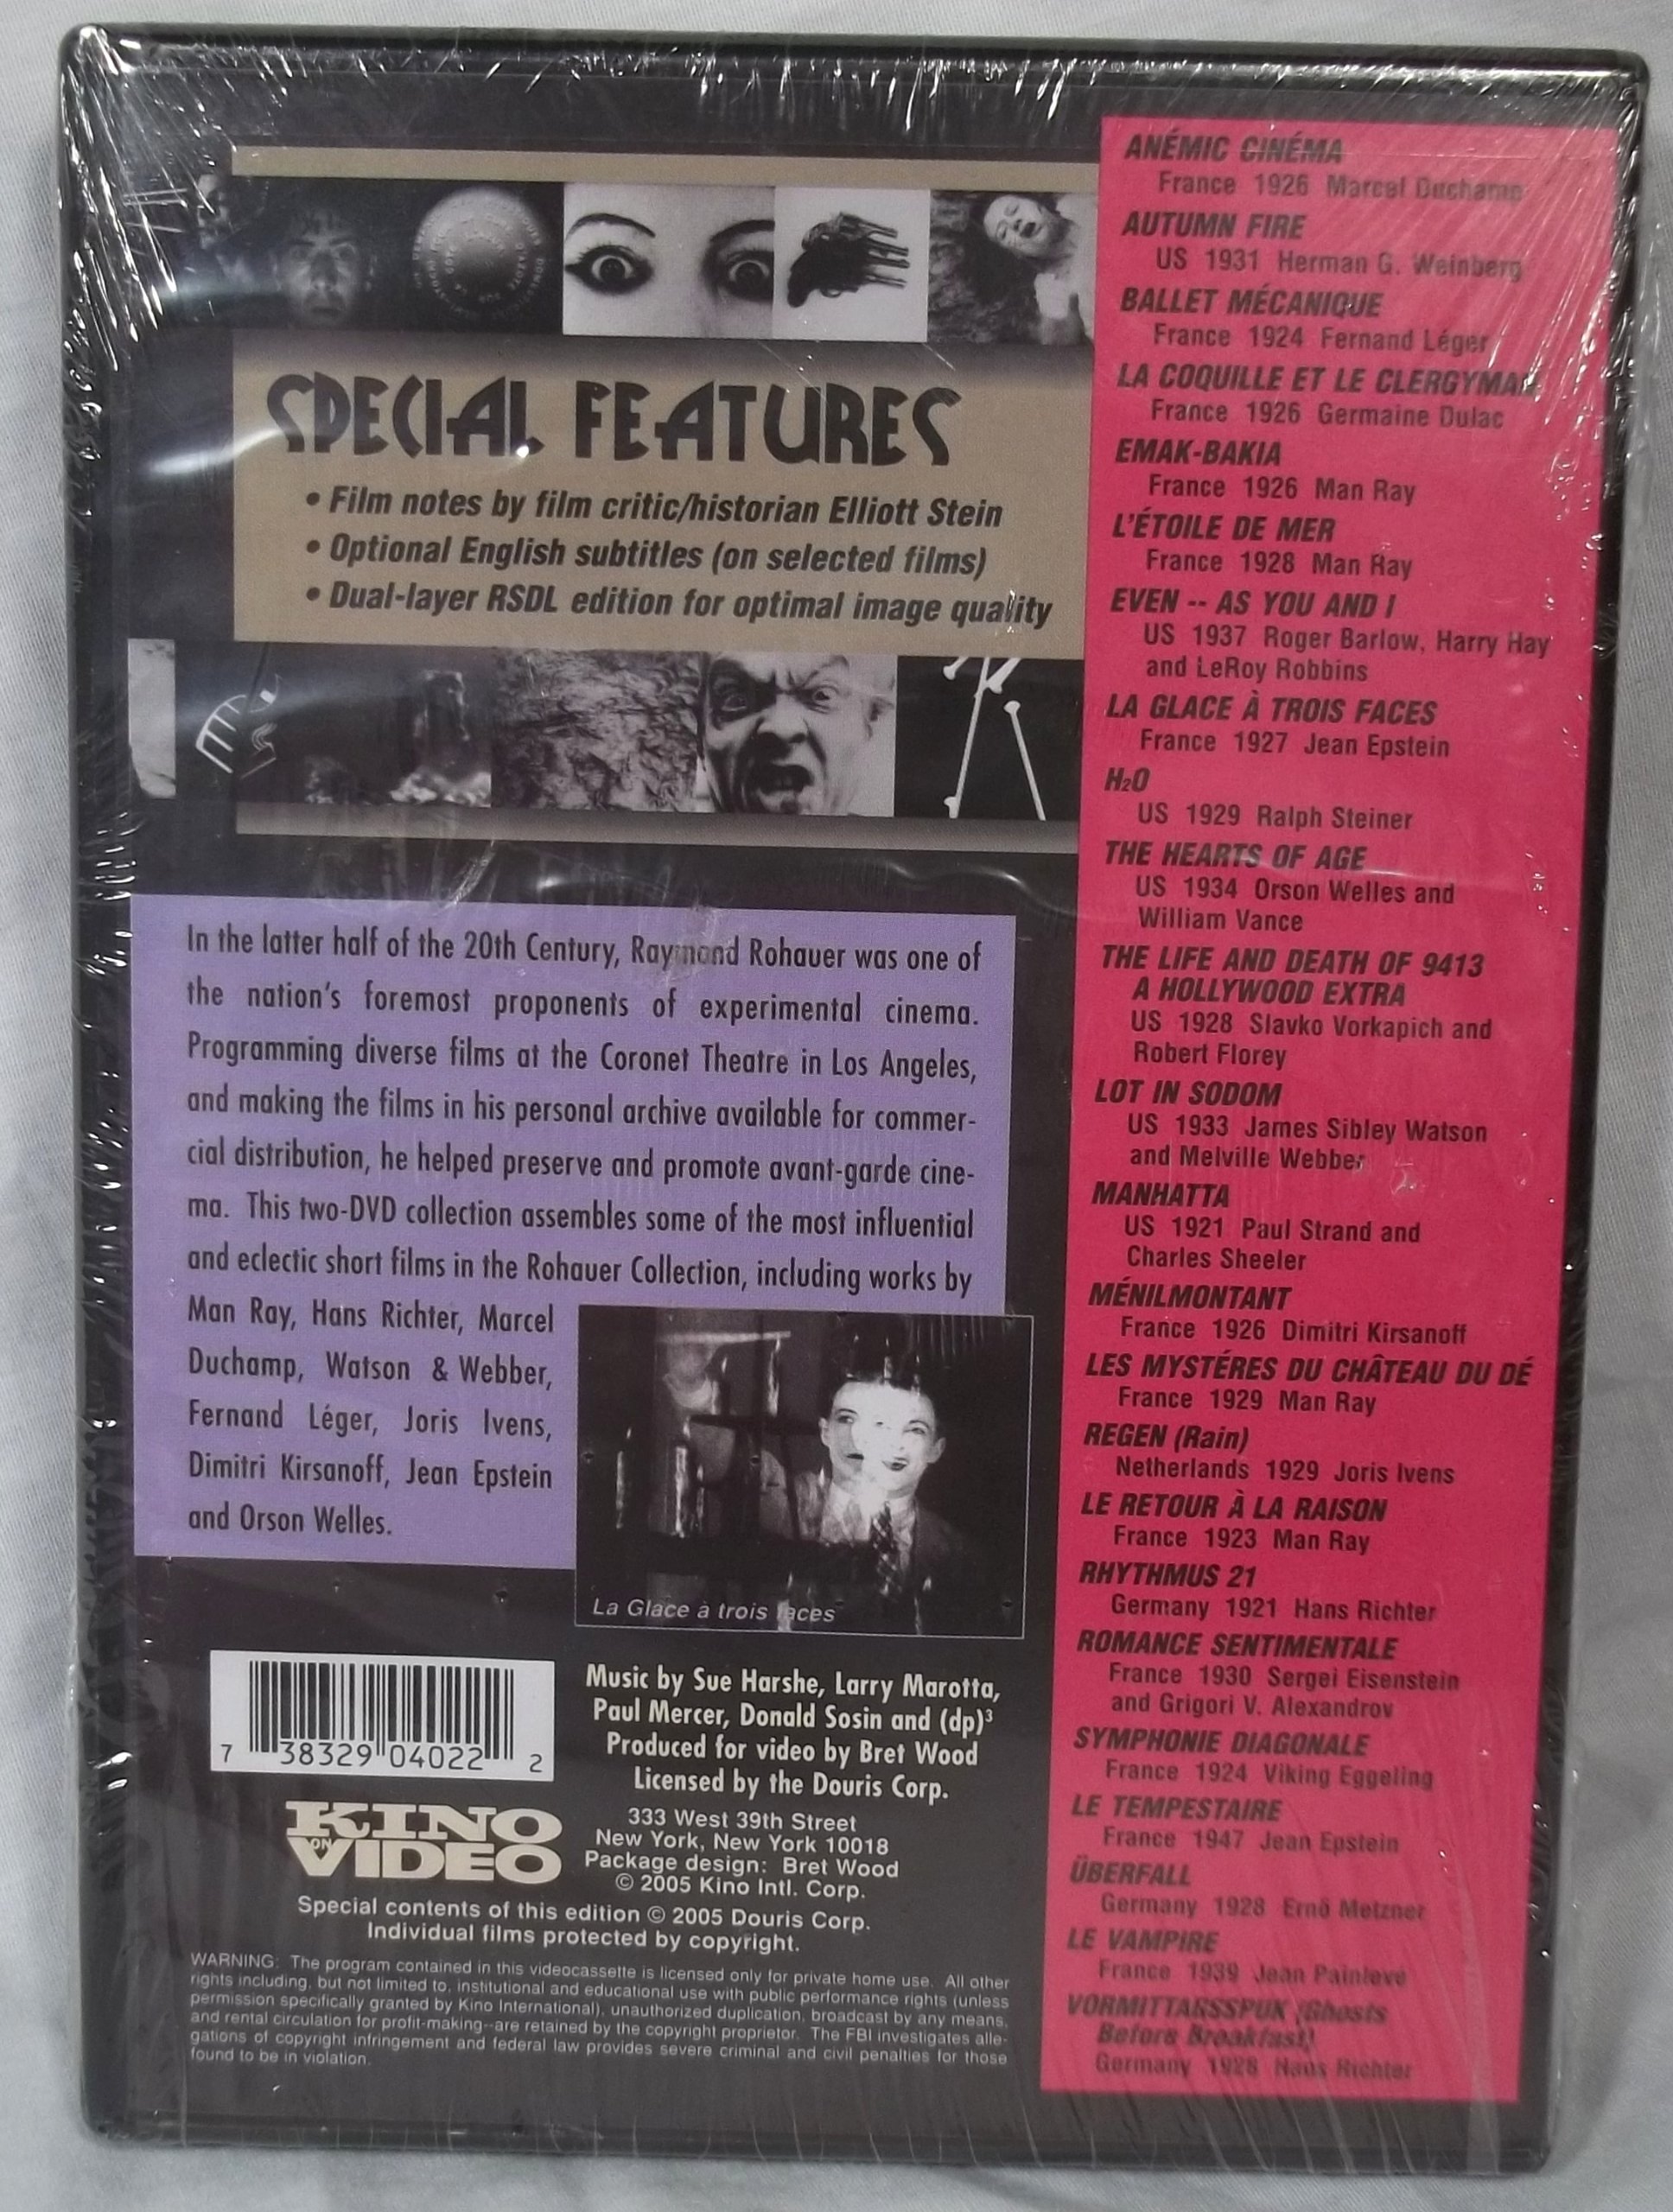 SPECIAL FEATURES
• Film notes by film critic/historian Elliott Stein
• Optional English subtitles (on selected films)
• Dual-layer RSDL edition for optimal image quality
In the latter half of the 20th Century, Raymond Rohauer was one of
the nation's foremost proponents of experimental cinema.
Programming diverse films at the Coronet Theatre in Los Angeles,
and making the films in his personal archive available for commer-
cial distribution, he helped preserve and promote avant-garde cine-
ma. This two-DVD collection assembles some of the most influential
and eclectic short films in the Rohauer Collection, including works by
Man Ray, Hans Richter, Marcel
Duchamp, Watson & Webber,
Fernand Léger, Joris Ivens,
Dimitri Kirsanoff, Jean Epstein
and Orson Welles.
La Glace à trois faces
7 38329 04022 2
KINO
ON
VIDEO
Music by Sue Harshe, Larry Marotta,
Paul Mercer, Donald Sosin and (dp)³
Produced for video by Bret Wood
Licensed by the Douris Corp.
333 West 39th Street
New York, New York 10018
Package design: Bret Wood
© 2005 Kino Intl. Corp.
Special contents of this edition © 2005 Douris Corp.
Individual films protected by copyright.
WARNING: The program contained in this videocassette is licensed only for private home use. All other
rights including, but not limited to, institutional and educational use with public performance rights (unless
permission specifically granted by Kino International), unauthorized duplication, broadcast by any means,
and rental circulation for profit-making--are retained by the copyright proprietor. The FBI investigates alle-
gations of copyright infringement and federal law provides severe criminal and civil penalties for those
found to be in violation.
ANÉMIC CINÉMA
France 1926 Marcel Duchamp
AUTUMN FIRE
US 1931 Herman G. Weinberg
BALLET MÉCANIQUE
France 1924 Fernand Léger
LA COQUILLE ET LE CLERGYMAN
France 1926 Germaine Dulac
EMAK-BAKIA
France 1926 Man Ray
L'ÉTOILE DE MER
France 1928 Man Ray
EVEN -- AS YOU AND I
US 1937 Roger Barlow, Harry Hay
and LeRoy Robbins
LA GLACE À TROIS FACES
France 1927 Jean Epstein
H₂O
US 1929 Ralph Steiner
THE HEARTS OF AGE
US 1934 Orson Welles and
William Vance
THE LIFE AND DEATH OF 9413
A HOLLYWOOD EXTRA
US 1928 Slavko Vorkapich and
Robert Florey
LOT IN SODOM
US 1933 James Sibley Watson
and Melville Webber
MANHATTA
US 1921 Paul Strand and
Charles Sheeler
MÉNILMONTANT
France 1926 Dimitri Kirsanoff
LES MYSTÉRES DU CHÂTEAU DU DÉ
France 1929 Man Ray
REGEN (Rain)
Netherlands 1929 Joris Ivens
LE RETOUR À LA RAISON
France 1923 Man Ray
RHYTHMUS 21
Germany 1921 Hans Richter
ROMANCE SENTIMENTALE
France 1930 Sergei Eisenstein
and Grigori V. Alexandrov
SYMPHONIE DIAGONALE
France 1924 Viking Eggeling
LE TEMPESTAIRE
France 1947 Jean Epstein
ÜBERFALL
Germany 1928 Ernö Metzner
LE VAMPIRE
France 1939 Jean Painlevé
VORMITTAGSSPUK (Ghosts
Before Breakfast)
Germany 1928 Hans Richter